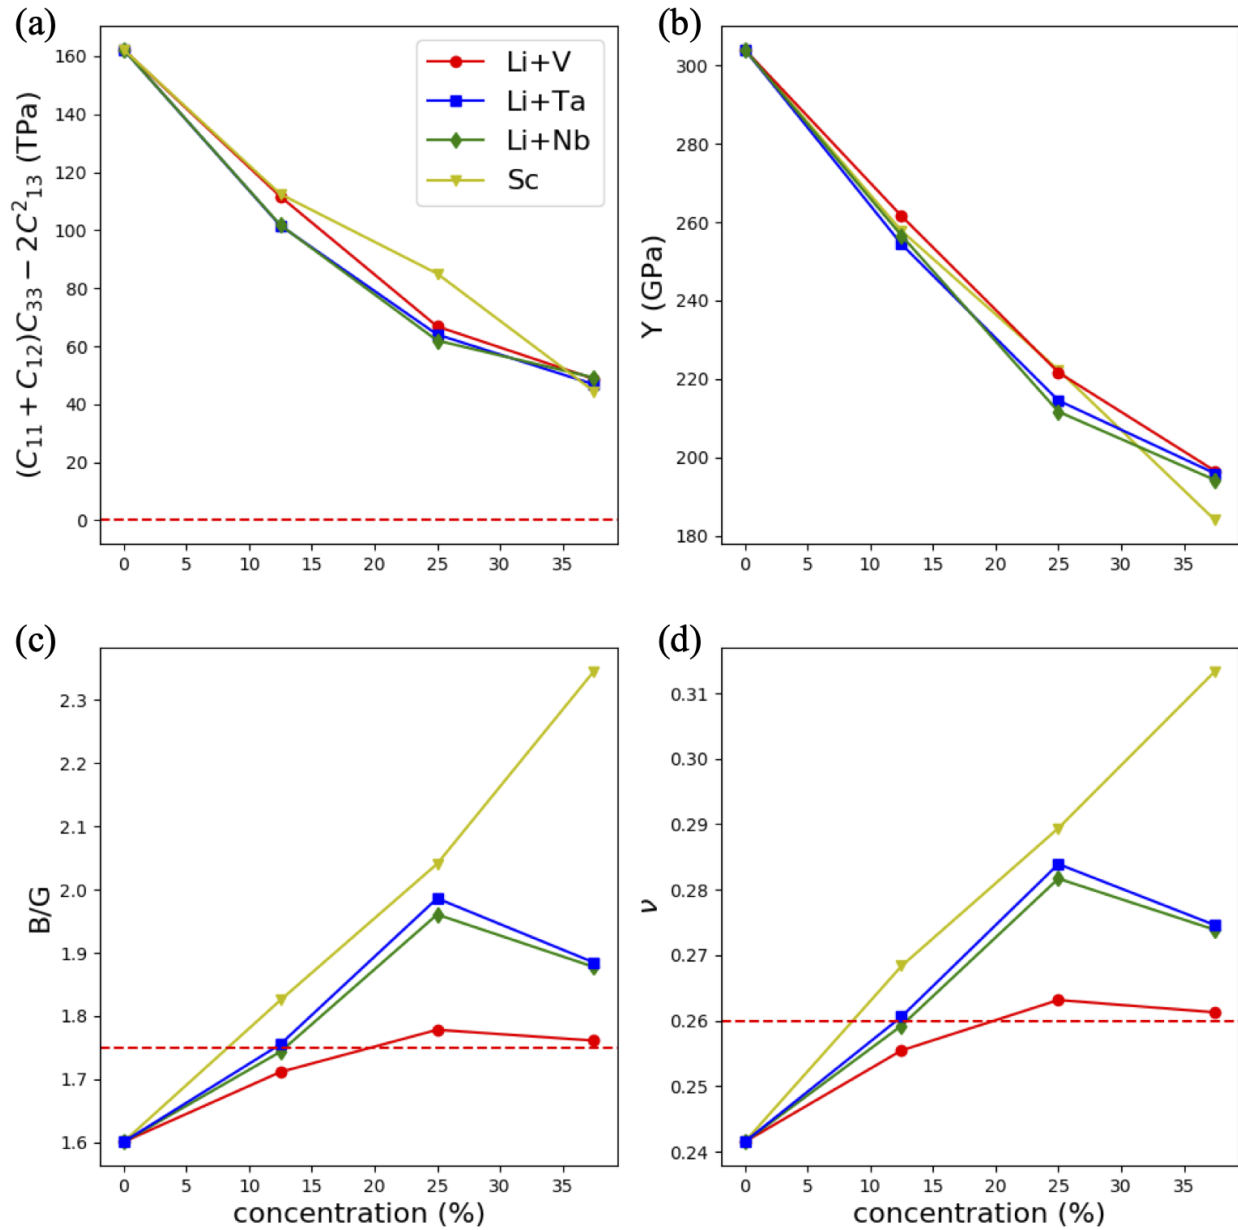 (a)
(C₁₁ + C₁₂)C₃₃ − 2C²₁₃ (TPa)
160
140
120
100
80
60
40
20
0
0 5 10 15 20 25 30 35
Li+V
Li+Ta
Li+Nb
Sc
(b)
Y (GPa)
300
280
260
240
220
200
180
0 5 10 15 20 25 30 35
(c)
B/G
2.3
2.2
2.1
2.0
1.9
1.8
1.7
1.6
0 5 10 15 20 25 30 35
concentration (%)
(d)
ν
0.31
0.30
0.29
0.28
0.27
0.26
0.25
0.24
0 5 10 15 20 25 30 35
concentration (%)